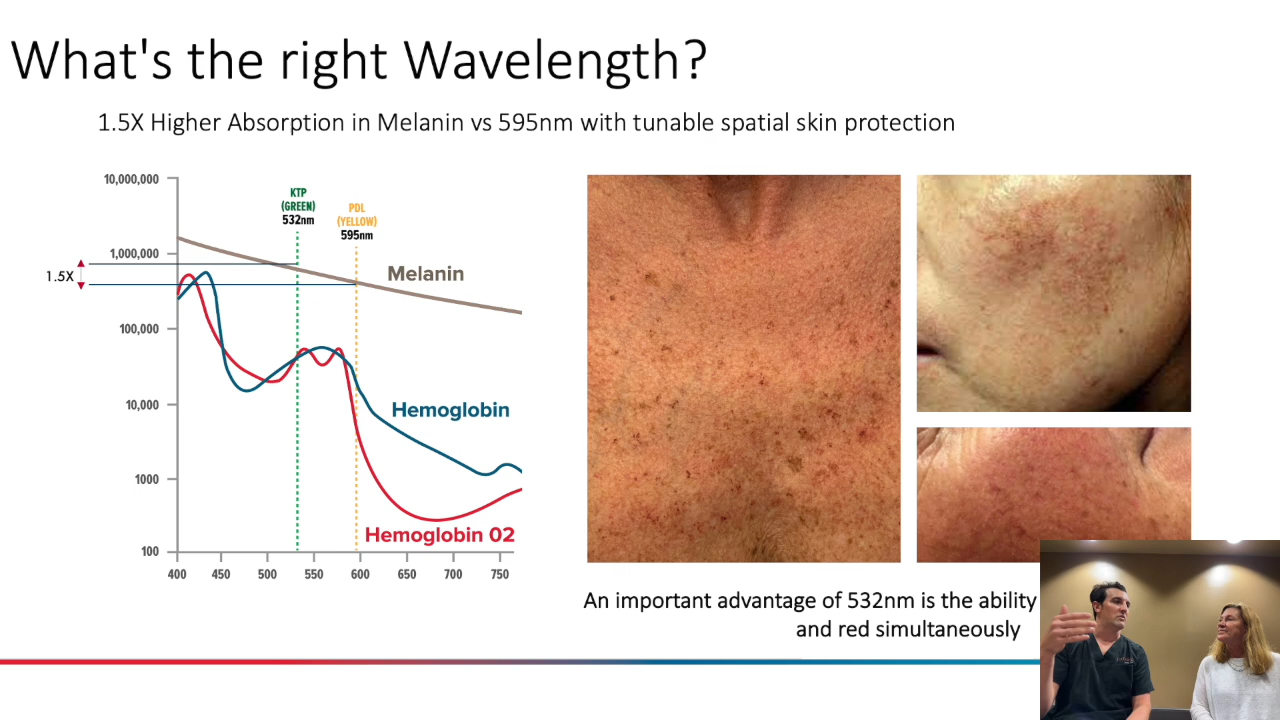 What's the right Wavelength?
1.5X Higher Absorption in Melanin vs 595nm with tunable spatial skin protection
10,000,000
1,000,000
100,000
10,000
1000
100
1.5X
KTP
(GREEN)
532nm
PDL
(YELLOW)
595nm
Melanin
Hemoglobin
Hemoglobin 02
400 450 500 550 600 650 700 750
An important advantage of 532nm is the ability
and red simultaneously